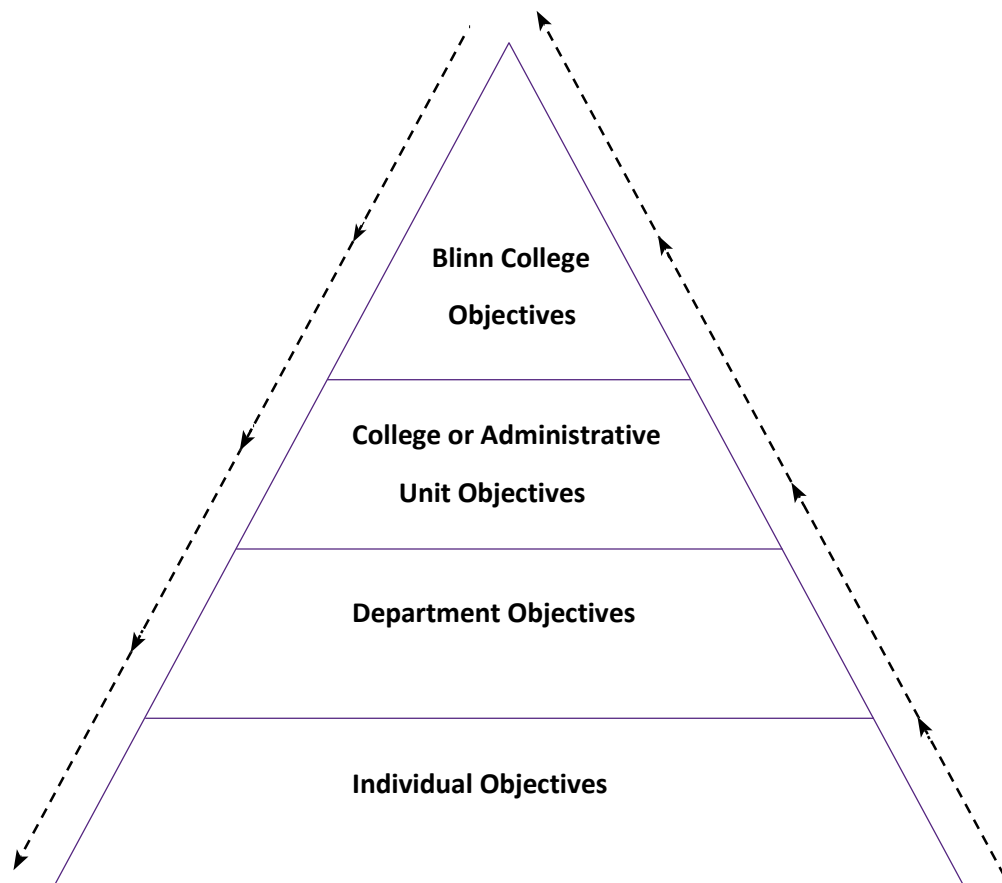 Blinn College
Objectives
College or Administrative
Unit Objectives
Department Objectives
Individual Objectives